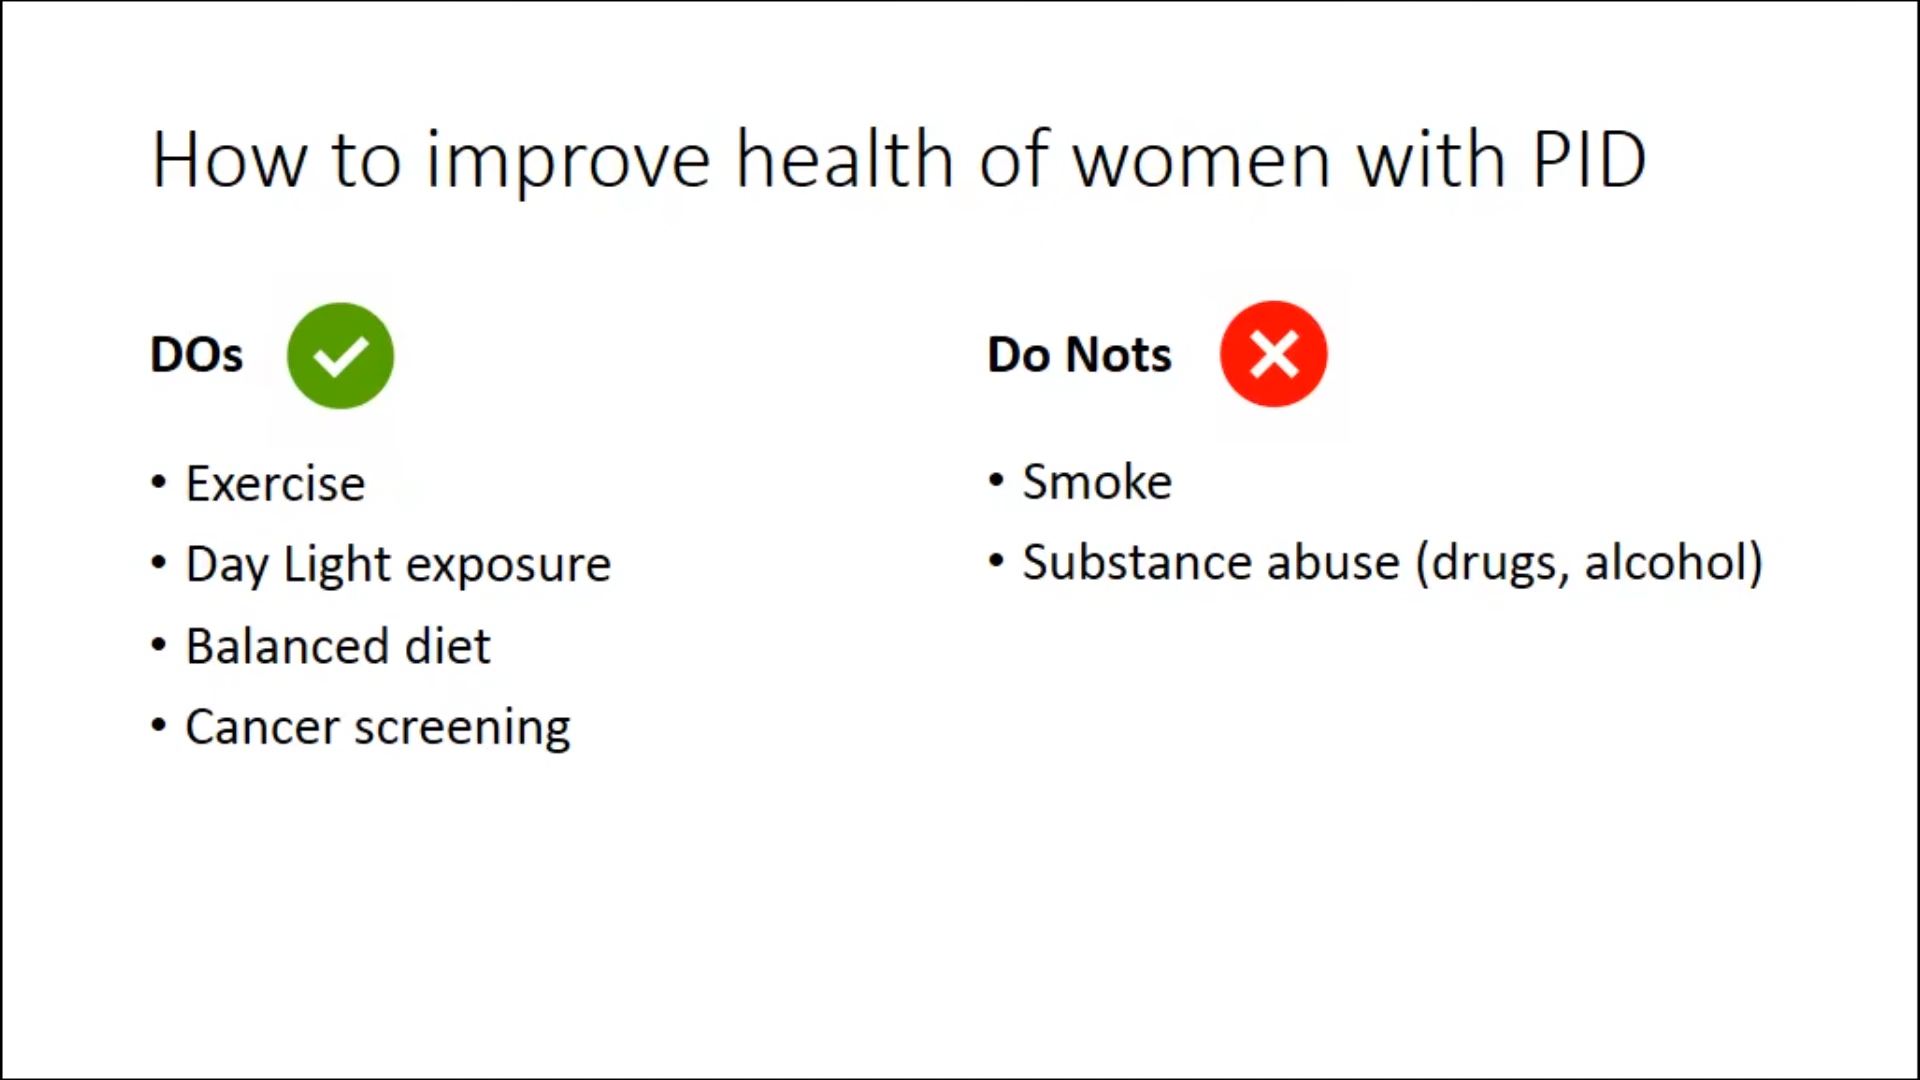 How to improve health of women with PID
DOs
• Exercise
• Day Light exposure
• Balanced diet
• Cancer screening
Do Nots
• Smoke
• Substance abuse (drugs, alcohol)